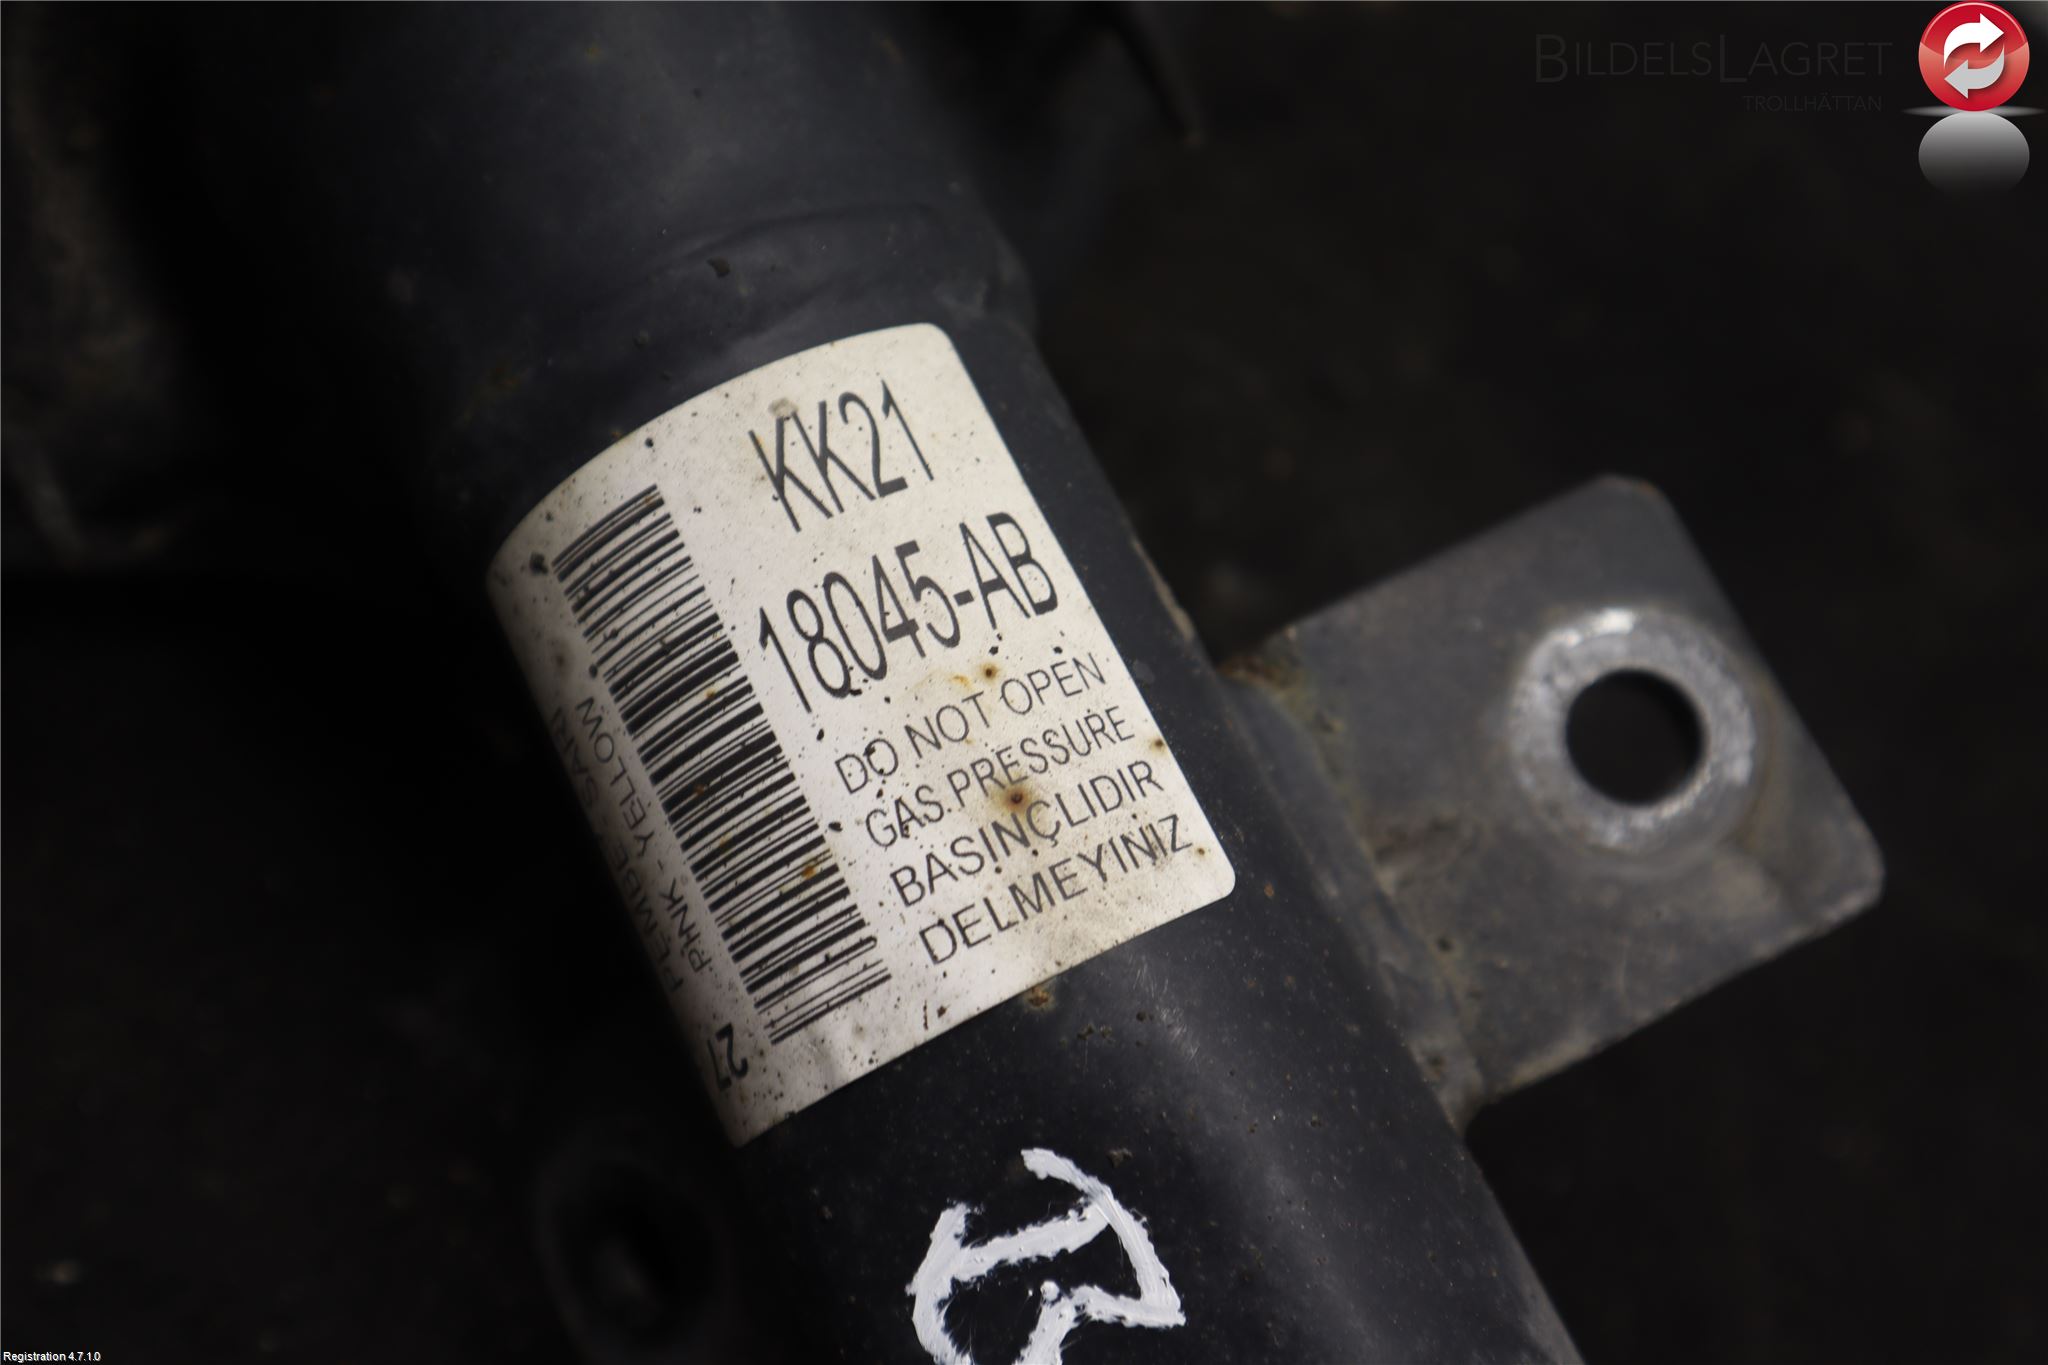 BILDELSLAGRET
TROLLHÄTTAN
KK21
18045-AB
DO NOT OPEN
GAS.PRESSURE
BASINÇLIDIR
DELMEYINIZ
PEMBE - SARI
PINK - YELLOW
27
R
Registration 4.7.1.0